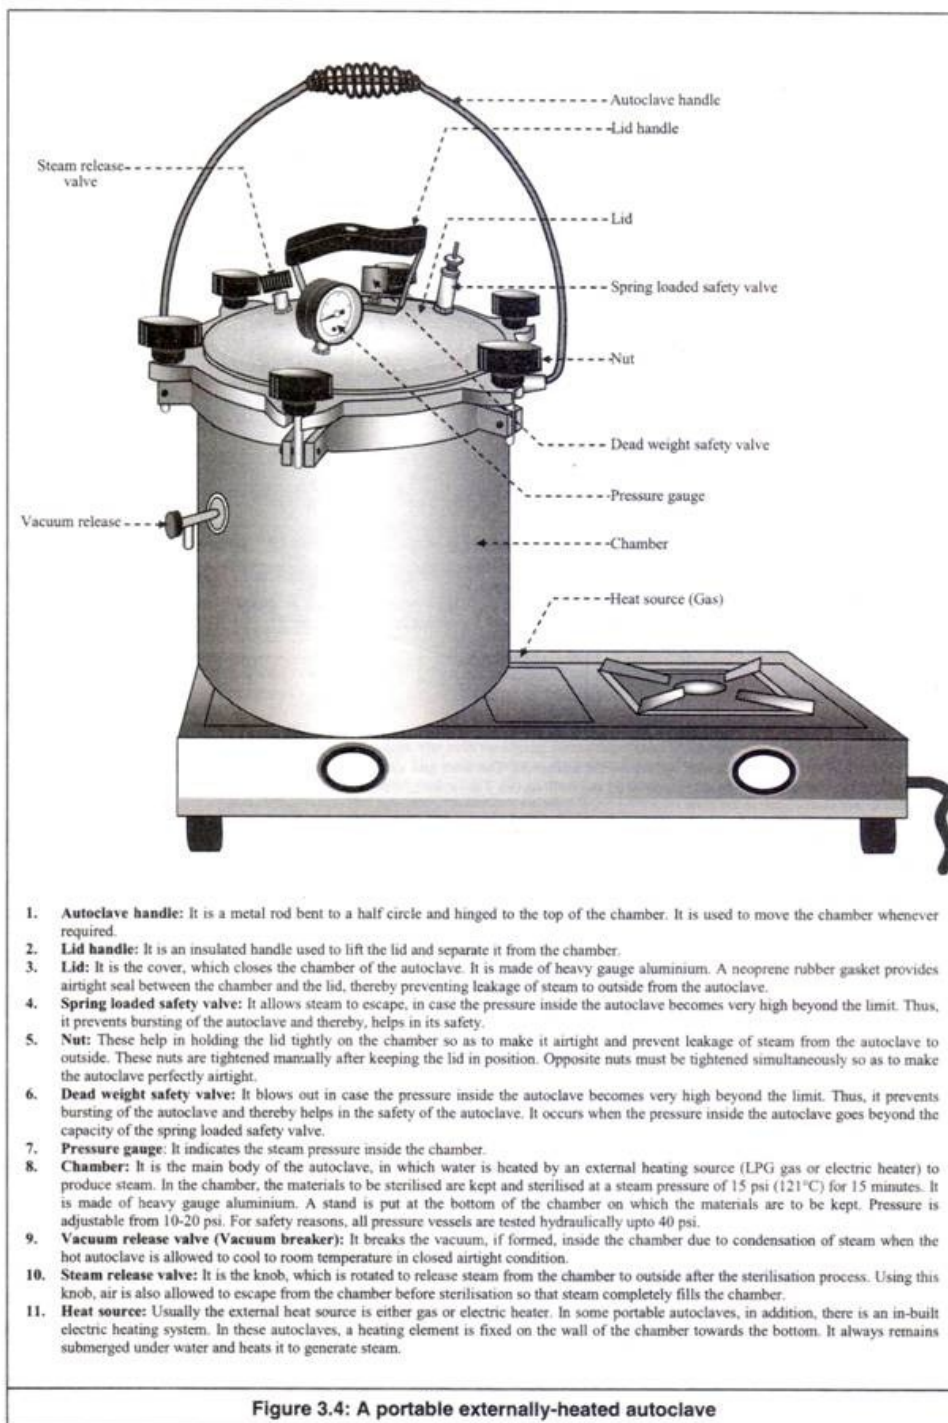 Autoclave handle
Lid handle
Steam release
valve
Lid
Spring loaded safety valve
Nut
Dead weight safety valve
Pressure gauge
Vacuum release
Chamber
Heat source (Gas)
1. Autoclave handle: It is a metal rod bent to a half circle and hinged to the top of the chamber. It is used to move the chamber whenever
required.
2. Lid handle: It is an insulated handle used to lift the lid and separate it from the chamber.
3. Lid: It is the cover, which closes the chamber of the autoclave. It is made of heavy gauge aluminium. A neoprene rubber gasket provides
airtight seal between the chamber and the lid, thereby preventing leakage of steam to outside from the autoclave.
4. Spring loaded safety valve: It allows steam to escape, in case the pressure inside the autoclave becomes very high beyond the limit. Thus,
it prevents bursting of the autoclave and thereby, helps in its safety.
5. Nut: These help in holding the lid tightly on the chamber so as to make it airtight and prevent leakage of steam from the autoclave to
outside. These nuts are tightened manually after keeping the lid in position. Opposite nuts must be tightened simultaneously so as to make
the autoclave perfectly airtight.
6. Dead weight safety valve: It blows out in case the pressure inside the autoclave becomes very high beyond the limit. Thus, it prevents
bursting of the autoclave and thereby helps in the safety of the autoclave. It occurs when the pressure inside the autoclave goes beyond the
capacity of the spring loaded safety valve.
7. Pressure gauge: It indicates the steam pressure inside the chamber.
8. Chamber: It is the main body of the autoclave, in which water is heated by an external heating source (LPG gas or electric heater) to
produce steam. In the chamber, the materials to be sterilised are kept and sterilised at a steam pressure of 15 psi (121°C) for 15 minutes. It
is made of heavy gauge aluminium. A stand is put at the bottom of the chamber on which the materials are to be kept. Pressure is
adjustable from 10-20 psi. For safety reasons, all pressure vessels are tested hydraulically upto 40 psi.
9. Vacuum release valve (Vacuum breaker): It breaks the vacuum, if formed, inside the chamber due to condensation of steam when the
hot autoclave is allowed to cool to room temperature in closed airtight condition.
10. Steam release valve: It is the knob, which is rotated to release steam from the chamber to outside after the sterilisation process. Using this
knob, air is also allowed to escape from the chamber before sterilisation so that steam completely fills the chamber.
11. Heat source: Usually the external heat source is either gas or electric heater. In some portable autoclaves, in addition, there is an in-built
electric heating system. In these autoclaves, a heating element is fixed on the wall of the chamber towards the bottom. It always remains
submerged under water and heats it to generate steam.
Figure 3.4: A portable externally-heated autoclave